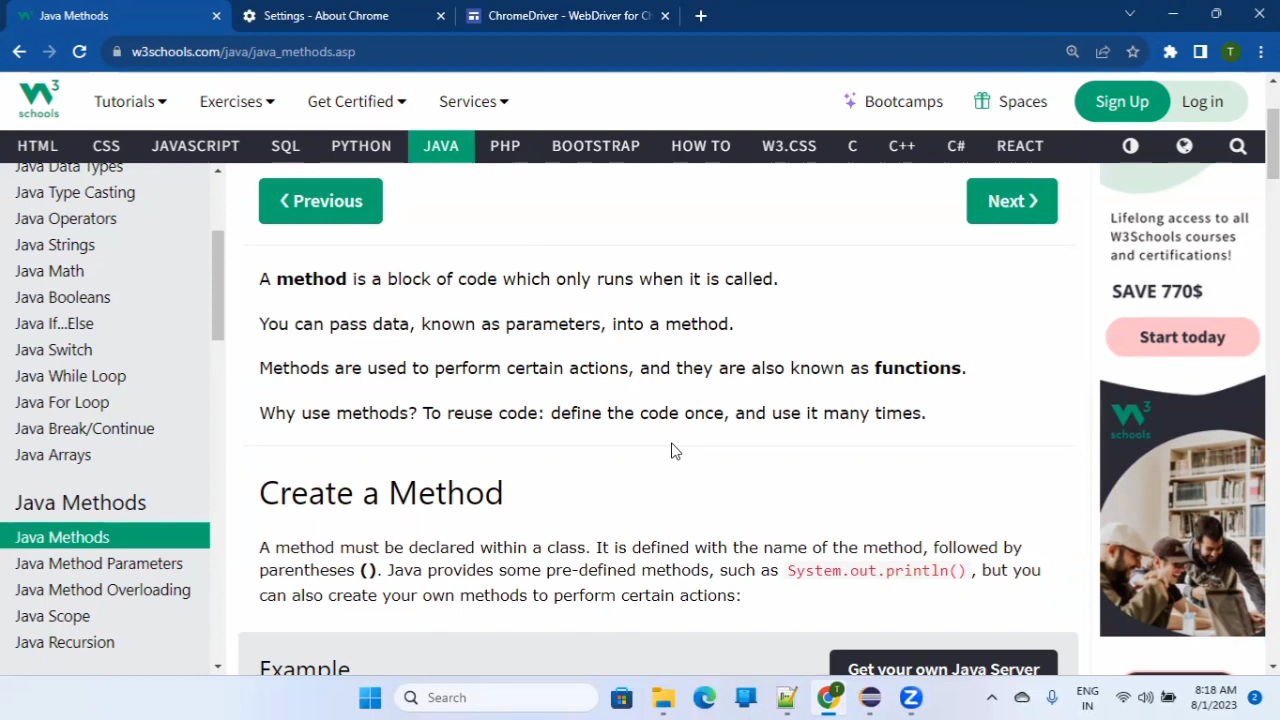 Java Methods
Settings - About Chrome
ChromeDriver - WebDriver for Ch
w3schools.com/java/java_methods.asp
T
W3
schools
Tutorials
Exercises
Get Certified
Services
Bootcamps
Spaces
Sign Up
Log in
HTML
CSS
JAVASCRIPT
SQL
PYTHON
JAVA
PHP
BOOTSTRAP
HOW TO
W3.CSS
C
C++
C#
REACT
Java Data Types
Java Type Casting
Java Operators
Java Strings
Java Math
Java Booleans
Java If...Else
Java Switch
Java While Loop
Java For Loop
Java Break/Continue
Java Arrays
Java Methods
Java Methods
Java Method Parameters
Java Method Overloading
Java Scope
Java Recursion
❮ Previous
Next ❯
A method is a block of code which only runs when it is called.
You can pass data, known as parameters, into a method.
Methods are used to perform certain actions, and they are also known as functions.
Why use methods? To reuse code: define the code once, and use it many times.
Create a Method
A method must be declared within a class. It is defined with the name of the method, followed by
parentheses (). Java provides some pre-defined methods, such as System.out.println(), but you
can also create your own methods to perform certain actions:
Example
Get your own Java Server
Lifelong access to all
W3Schools courses
and certifications!
SAVE 770$
Start today
W3
schools
Search
T
ENG
IN
8:18 AM
8/1/2023
2